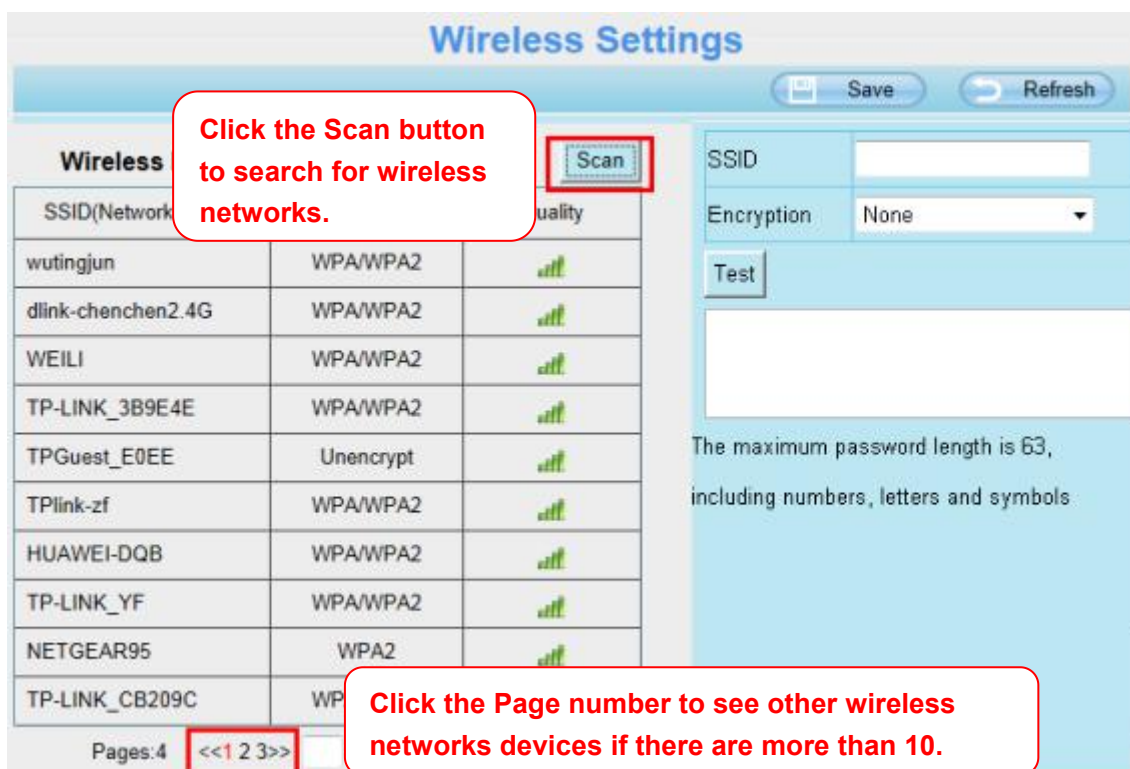 Wireless Settings
Save Refresh
Click the Scan button
to search for wireless
networks.
Wireless
Scan
SSID(Network
uality
wutingjun WPA/WPA2
dlink-chenchen2.4G WPA/WPA2
WEILI WPA/WPA2
TP-LINK_3B9E4E WPA/WPA2
TPGuest_E0EE Unencrypt
TPlink-zf WPA/WPA2
HUAWEI-DQB WPA/WPA2
TP-LINK_YF WPA/WPA2
NETGEAR95 WPA2
TP-LINK_CB209C WP
Pages:4 <<1 2 3>>
Click the Page number to see other wireless
networks devices if there are more than 10.
SSID
Encryption None
Test
The maximum password length is 63,
including numbers, letters and symbols